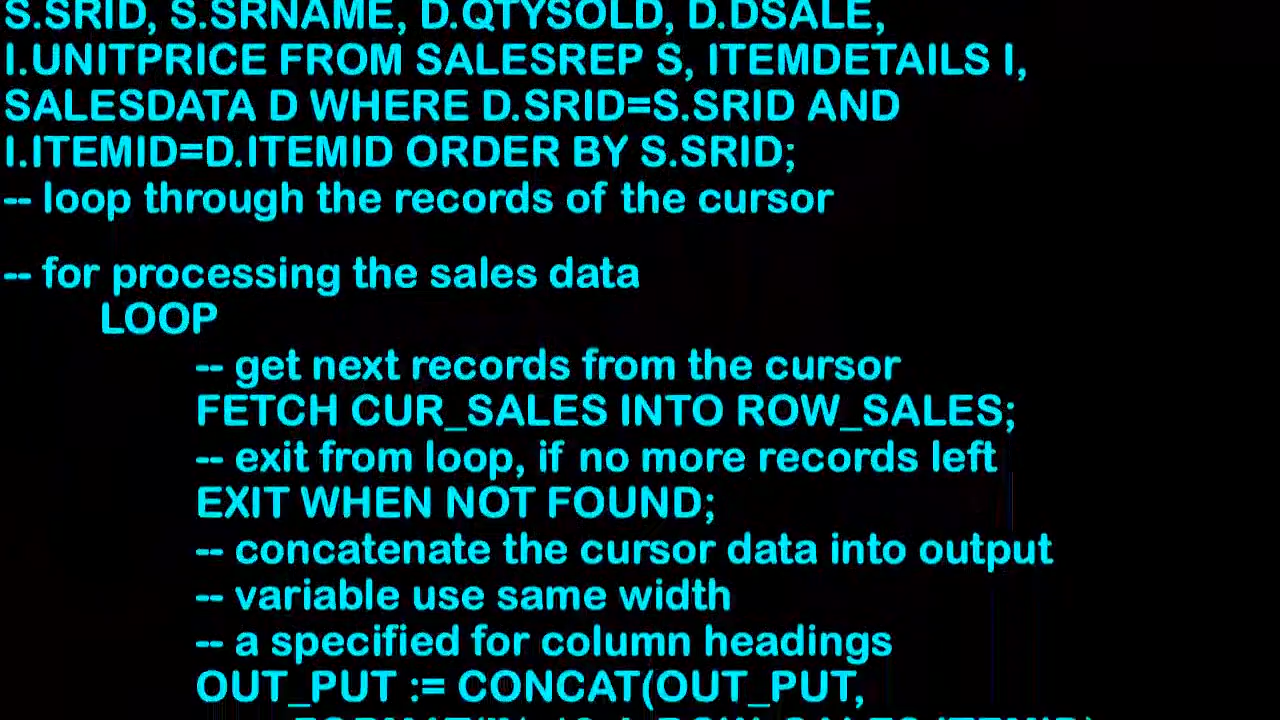 S.SRID, S.SRNAME, D.QTYSOLD, D.DSALE,
I.UNITPRICE FROM SALESREP S, ITEMDETAILS I,
SALESDATA D WHERE D.SRID=S.SRID AND
I.ITEMID=D.ITEMID ORDER BY S.SRID;
-- loop through the records of the cursor
-- for processing the sales data
LOOP
-- get next records from the cursor
FETCH CUR_SALES INTO ROW_SALES;
-- exit from loop, if no more records left
EXIT WHEN NOT FOUND;
-- concatenate the cursor data into output
-- variable use same width
-- a specified for column headings
OUT_PUT := CONCAT(OUT_PUT,